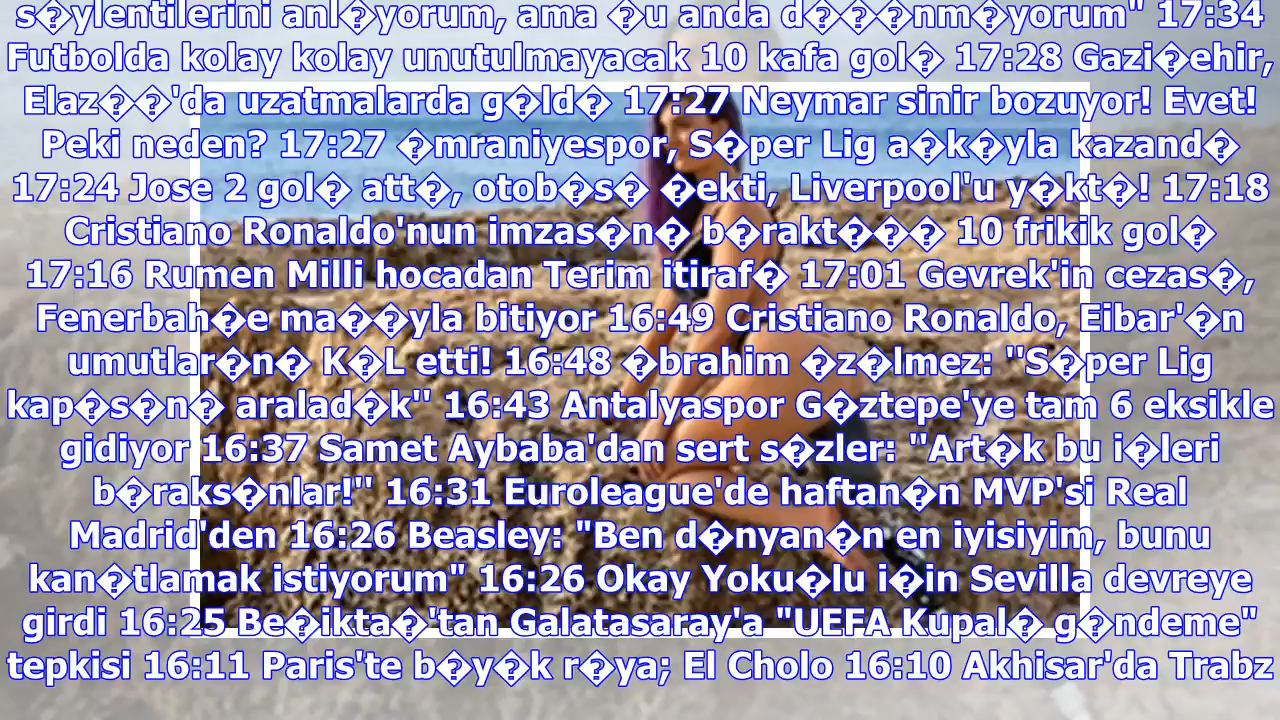 s�ylentilerini anl�yorum, ama �u anda d���nm�yorum" 17:34
Futbolda kolay kolay unutulmayacak 10 kafa gol� 17:28 Gazi�ehir,
Elaz��'da uzatmalarda g�ld� 17:27 Neymar sinir bozuyor! Evet!
Peki neden? 17:27 �mraniyespor, S�per Lig a�k�yla kazand�
17:24 Jose 2 gol� att�, otob�s� �ekti, Liverpool'u y�kt�! 17:18
Cristiano Ronaldo'nun imzas�n� b�rakt��� 10 frikik gol�
17:16 Rumen Milli hocadan Terim itiraf� 17:01 Gevrek'in cezas�,
Fenerbah�e ma��yla bitiyor 16:49 Cristiano Ronaldo, Eibar'�n
umutlar�n� K�L etti! 16:48 �brahim �z�lmez: ''S�per Lig
kap�s�n� aralad�k'' 16:43 Antalyaspor G�ztepe'ye tam 6 eksikle
gidiyor 16:37 Samet Aybaba'dan sert s�zler: "Art�k bu i�leri
b�raks�nlar!" 16:31 Euroleague'de haftan�n MVP'si Real
Madrid'den 16:26 Beasley: "Ben d�nyan�n en iyisiyim, bunu
kan�tlamak istiyorum" 16:26 Okay Yoku�lu i�in Sevilla devreye
girdi 16:25 Be�ikta�'tan Galatasaray'a "UEFA Kupal� g�ndeme"
tepkisi 16:11 Paris'te b�y�k r�ya; El Cholo 16:10 Akhisar'da Trabz